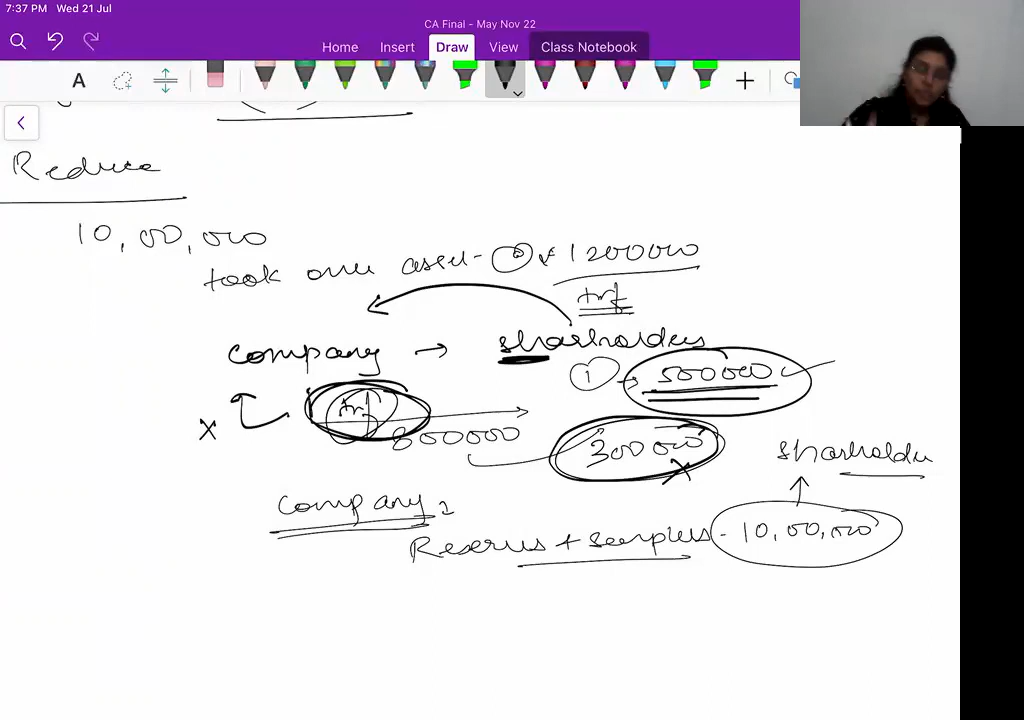 7:37 PM Wed 21 Jul
CA Final - May Nov 22
Home Insert Draw View Class Notebook
A
Reduce
10,00,000
took over asset - 1200000
trf
company → shareholders
① → 500000
trf
x 800000
300000
x
shareholder
company 2
Reserves + surplus - 10,00,000